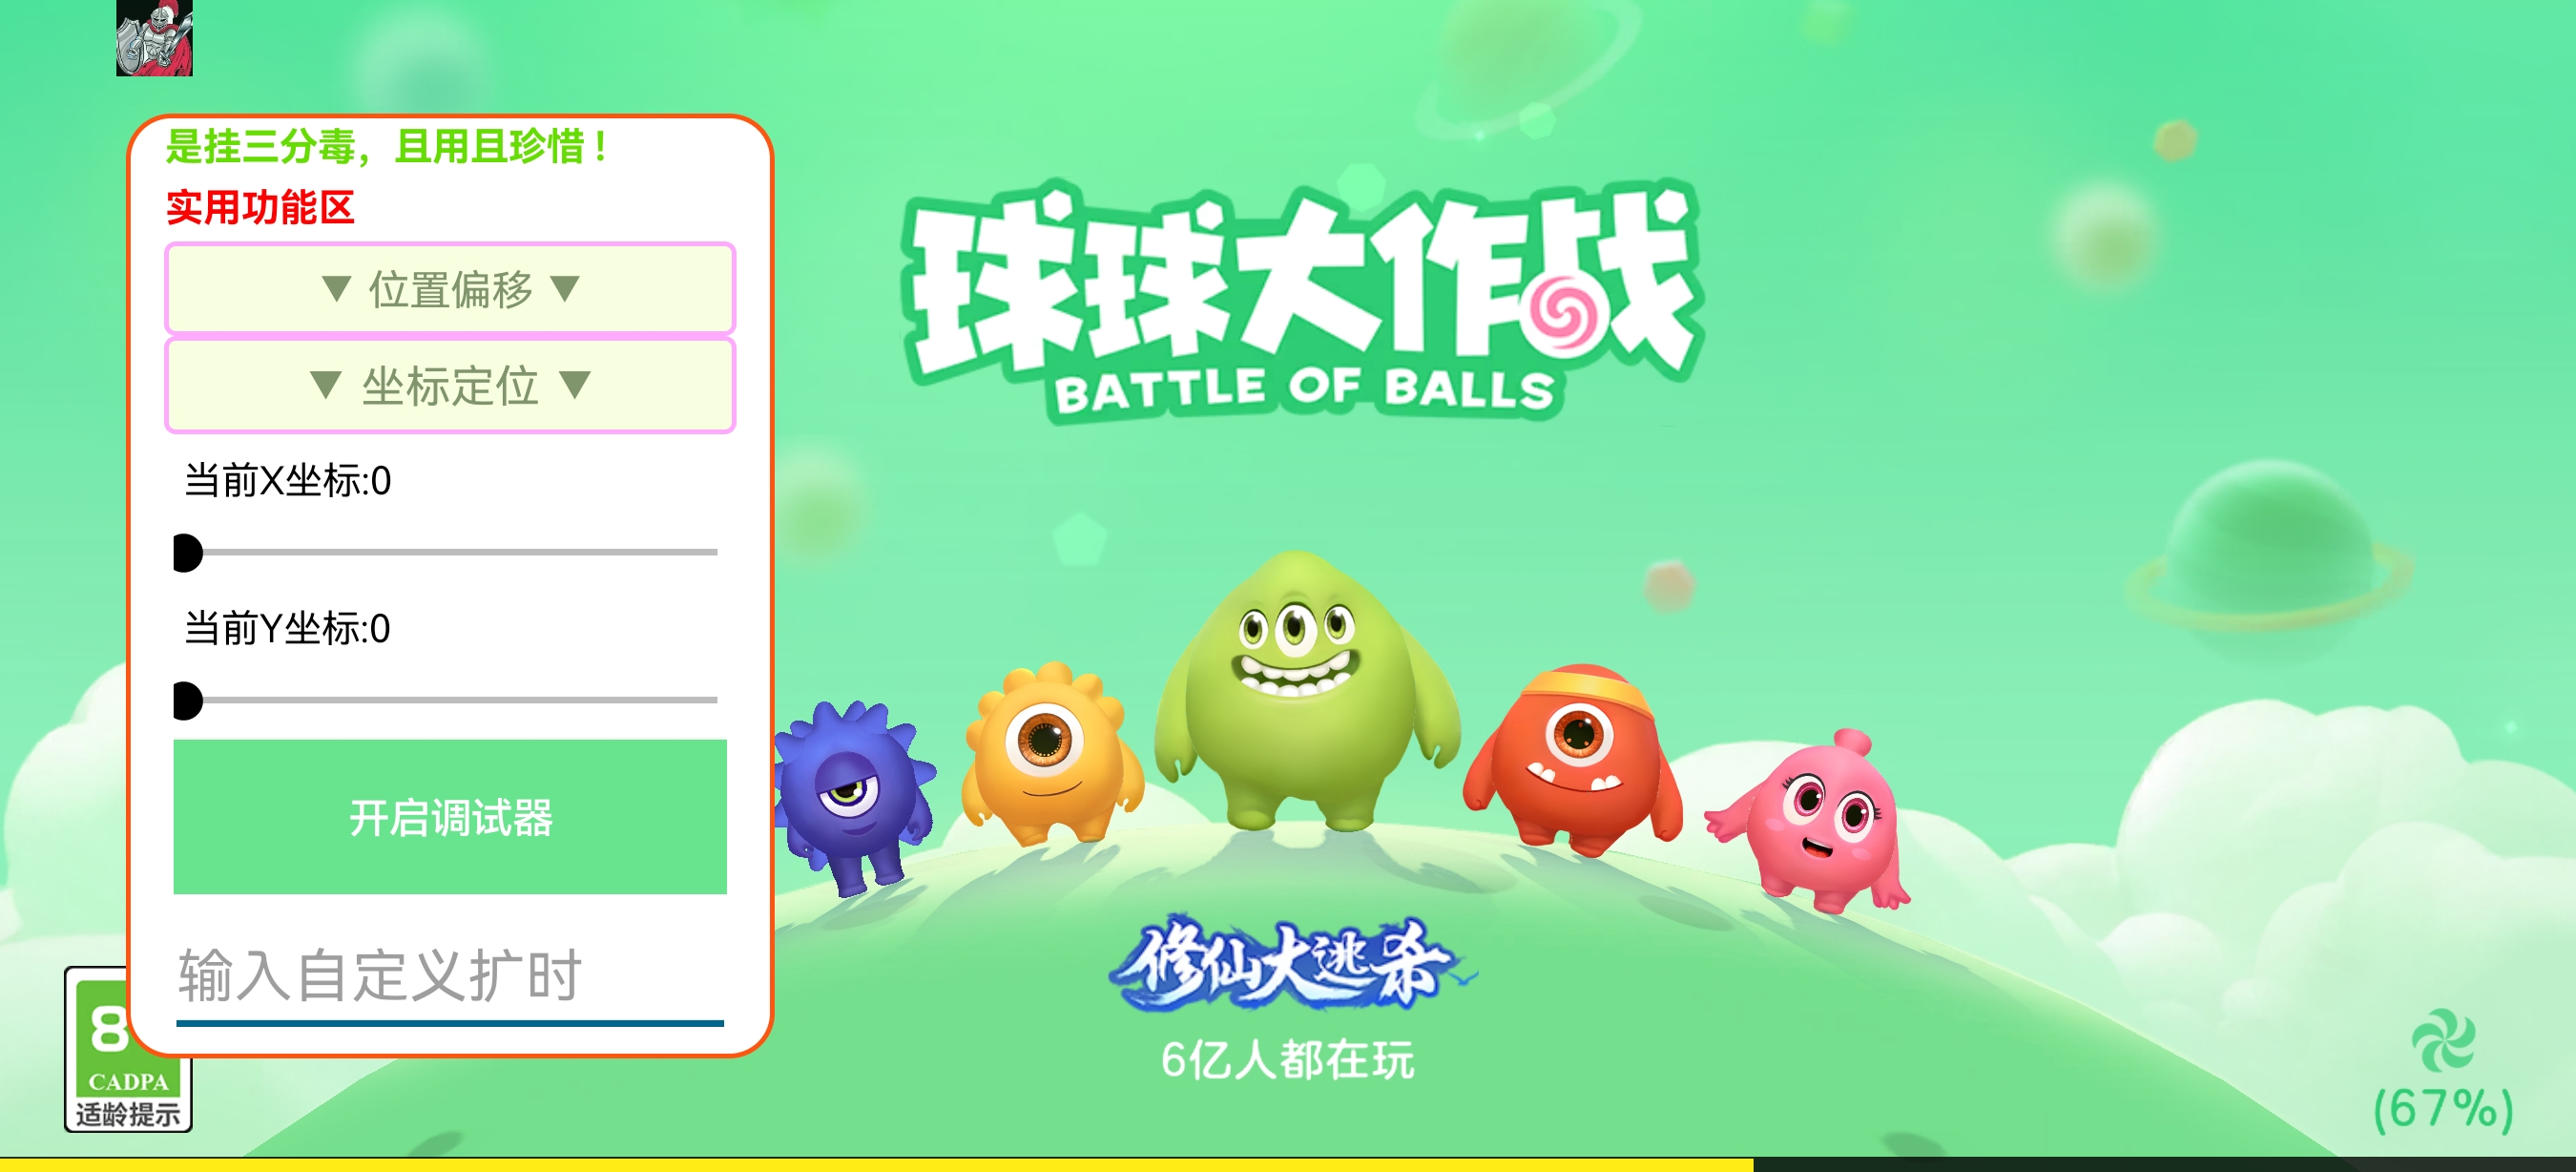 是挂三分毒，且用且珍惜！
实用功能区
▼ 位置偏移 ▼
▼ 坐标定位 ▼
当前X坐标:0
当前Y坐标:0
开启调试器
输入自定义扩时
球球大作战
BATTLE OF BALLS
修仙大逃杀
6亿人都在玩
8
CADPA
适龄提示
(67%)